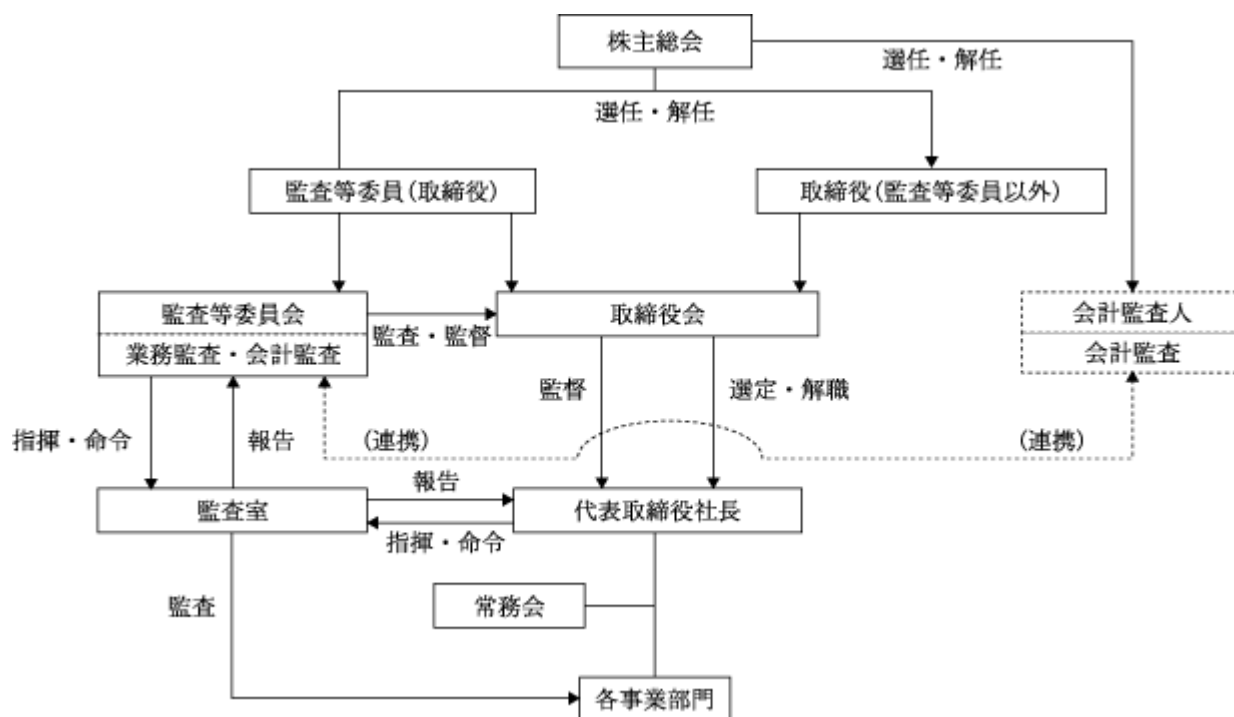 株主総会
選任・解任
選任・解任
監査等委員(取締役)
取締役(監査等委員以外)
監査等委員会
業務監査・会計監査
監査・監督
取締役会
会計監査人
会計監査
監督
選定・解職
指揮・命令
報告
(連携)
(連携)
監査室
報告
指揮・命令
代表取締役社長
監査
常務会
各事業部門